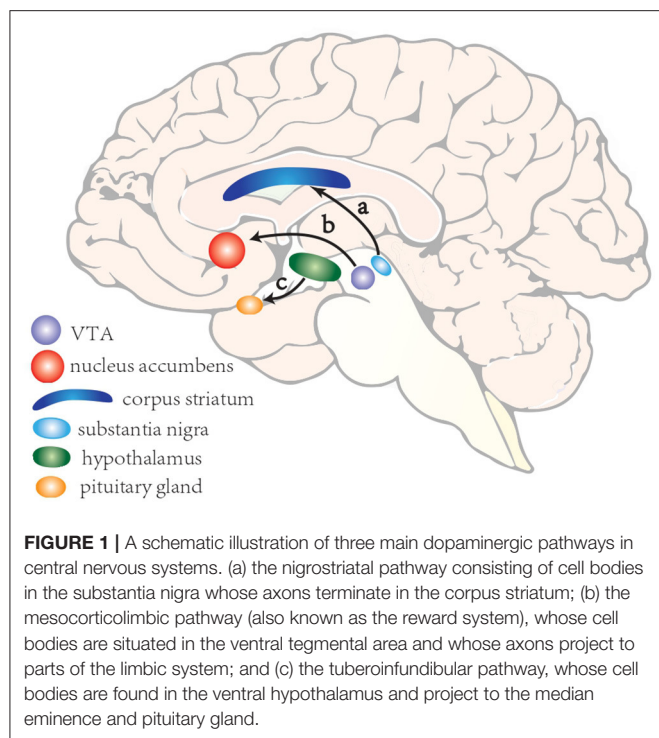 a
b
c
VTA
nucleus accumbens
corpus striatum
substantia nigra
hypothalamus
pituitary gland
FIGURE 1 | A schematic illustration of three main dopaminergic pathways in
central nervous systems. (a) the nigrostriatal pathway consisting of cell bodies
in the substantia nigra whose axons terminate in the corpus striatum; (b) the
mesocorticolimbic pathway (also known as the reward system), whose cell
bodies are situated in the ventral tegmental area and whose axons project to
parts of the limbic system; and (c) the tuberoinfundibular pathway, whose cell
bodies are found in the ventral hypothalamus and project to the median
eminence and pituitary gland.